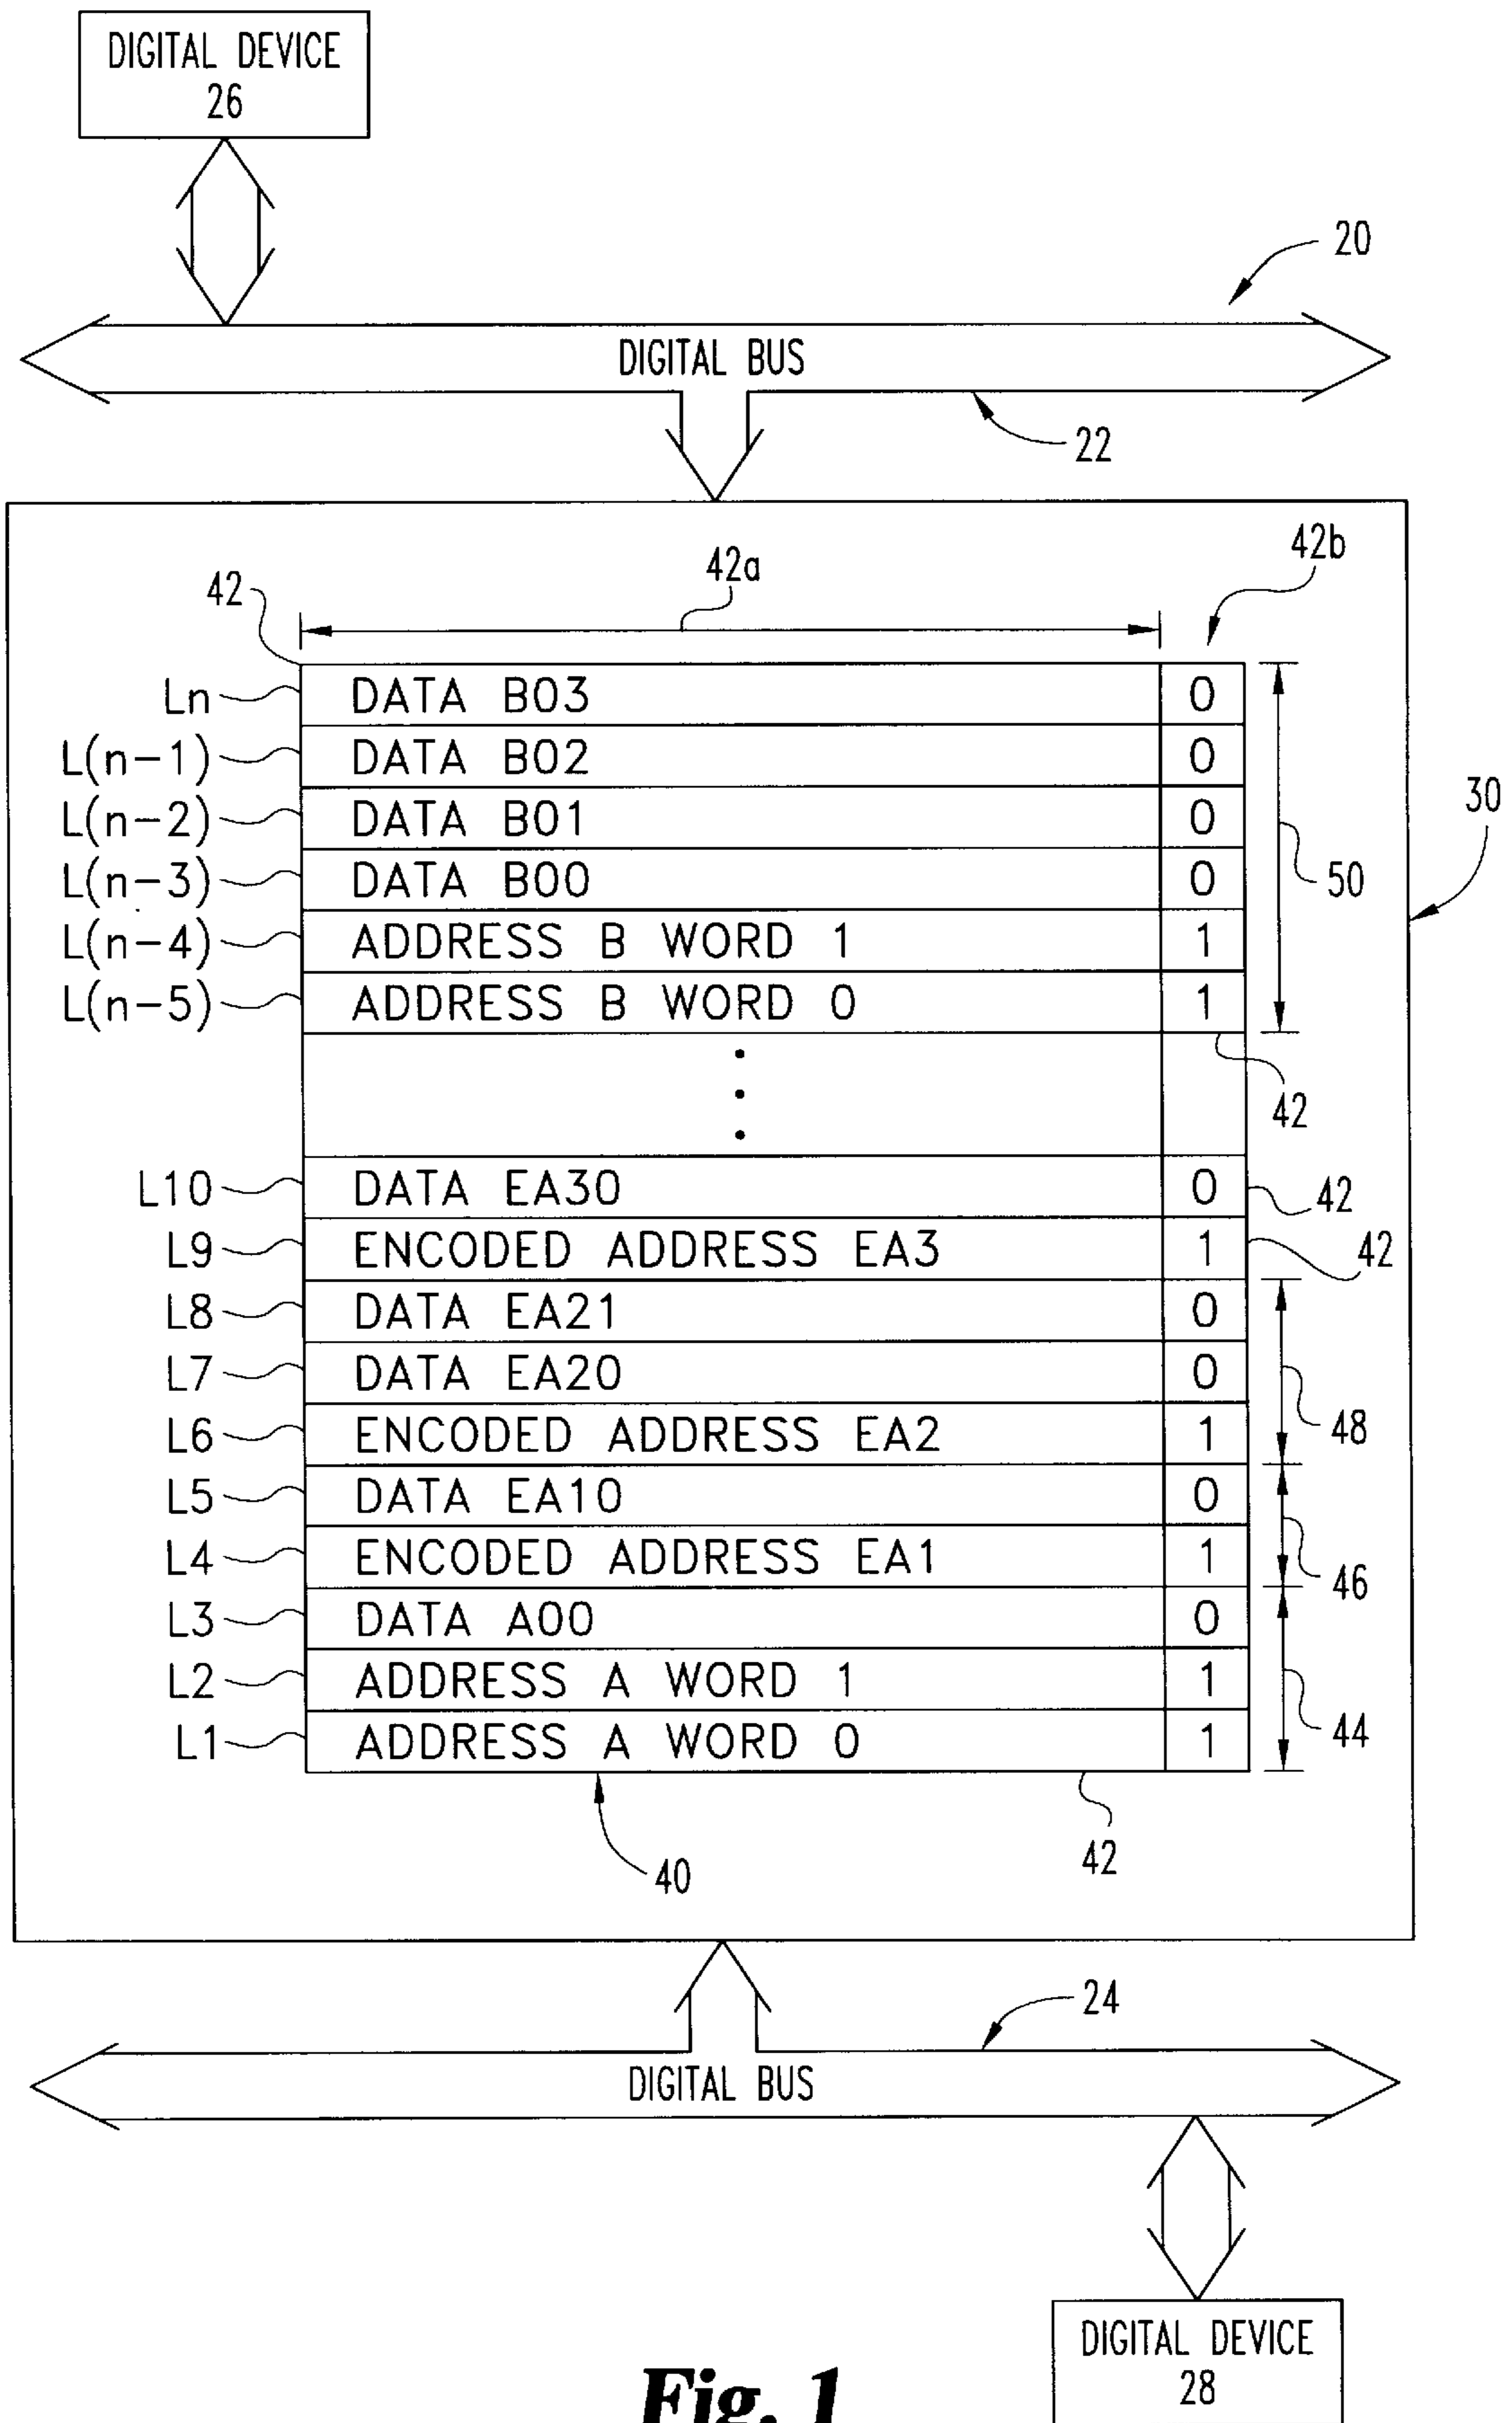 DIGITAL DEVICE
26
20
DIGITAL BUS
22
42b
42a
42
Ln DATA B03 0
L(n-1) DATA B02 0
L(n-2) DATA B01 0
30
L(n-3) DATA B00 0
50
L(n-4) ADDRESS B WORD 1 1
L(n-5) ADDRESS B WORD 0 1
42
L10 DATA EA30 0 42
L9 ENCODED ADDRESS EA3 1 42
L8 DATA EA21 0
L7 DATA EA20 0
L6 ENCODED ADDRESS EA2 1 48
L5 DATA EA10 0
L4 ENCODED ADDRESS EA1 1 46
L3 DATA A00 0
L2 ADDRESS A WORD 1 1
L1 ADDRESS A WORD 0 1 44
42
40
24
DIGITAL BUS
DIGITAL DEVICE
28
Fig. 1